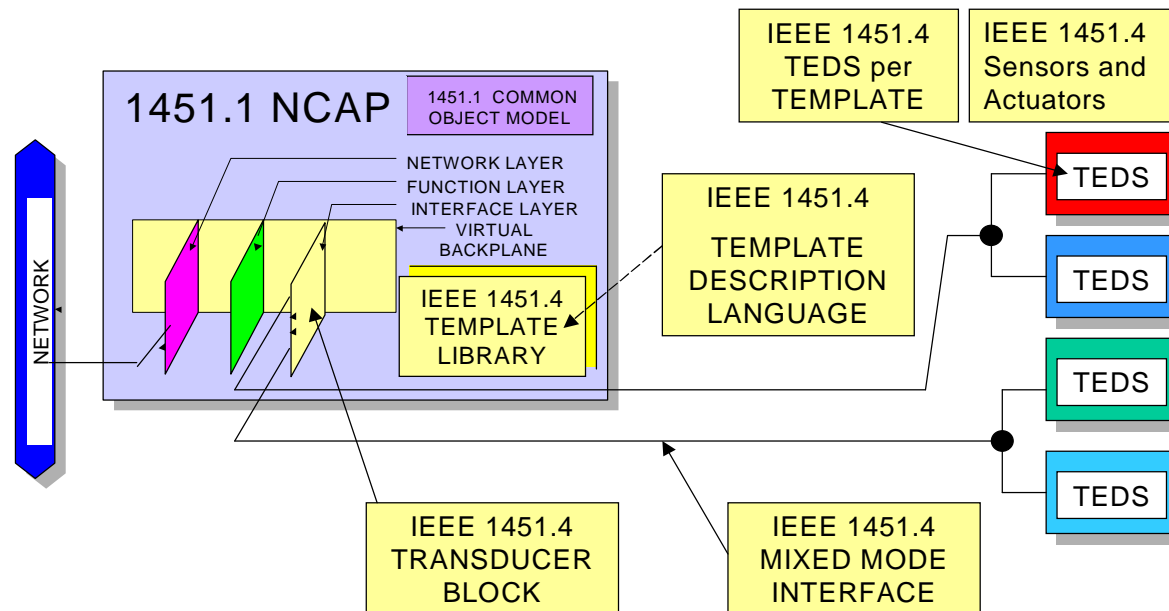 IEEE 1451.4
TEDS per
TEMPLATE
IEEE 1451.4
Sensors and
Actuators
1451.1 NCAP
1451.1 COMMON
OBJECT MODEL
NETWORK LAYER
FUNCTION LAYER
INTERFACE LAYER
VIRTUAL
BACKPLANE
NETWORK
IEEE 1451.4
TEMPLATE
LIBRARY
IEEE 1451.4
TEMPLATE
DESCRIPTION
LANGUAGE
TEDS
TEDS
TEDS
TEDS
IEEE 1451.4
TRANSDUCER
BLOCK
IEEE 1451.4
MIXED MODE
INTERFACE